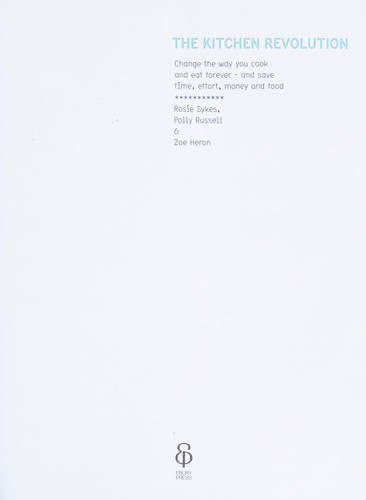 THE KITCHEN REVOLUTION
Change the way you cook
and eat forever - and save
time, effort, money and food
***********
Rosie Sykes,
Polly Russell
&
Zoe Heron
EBURY
PRESS